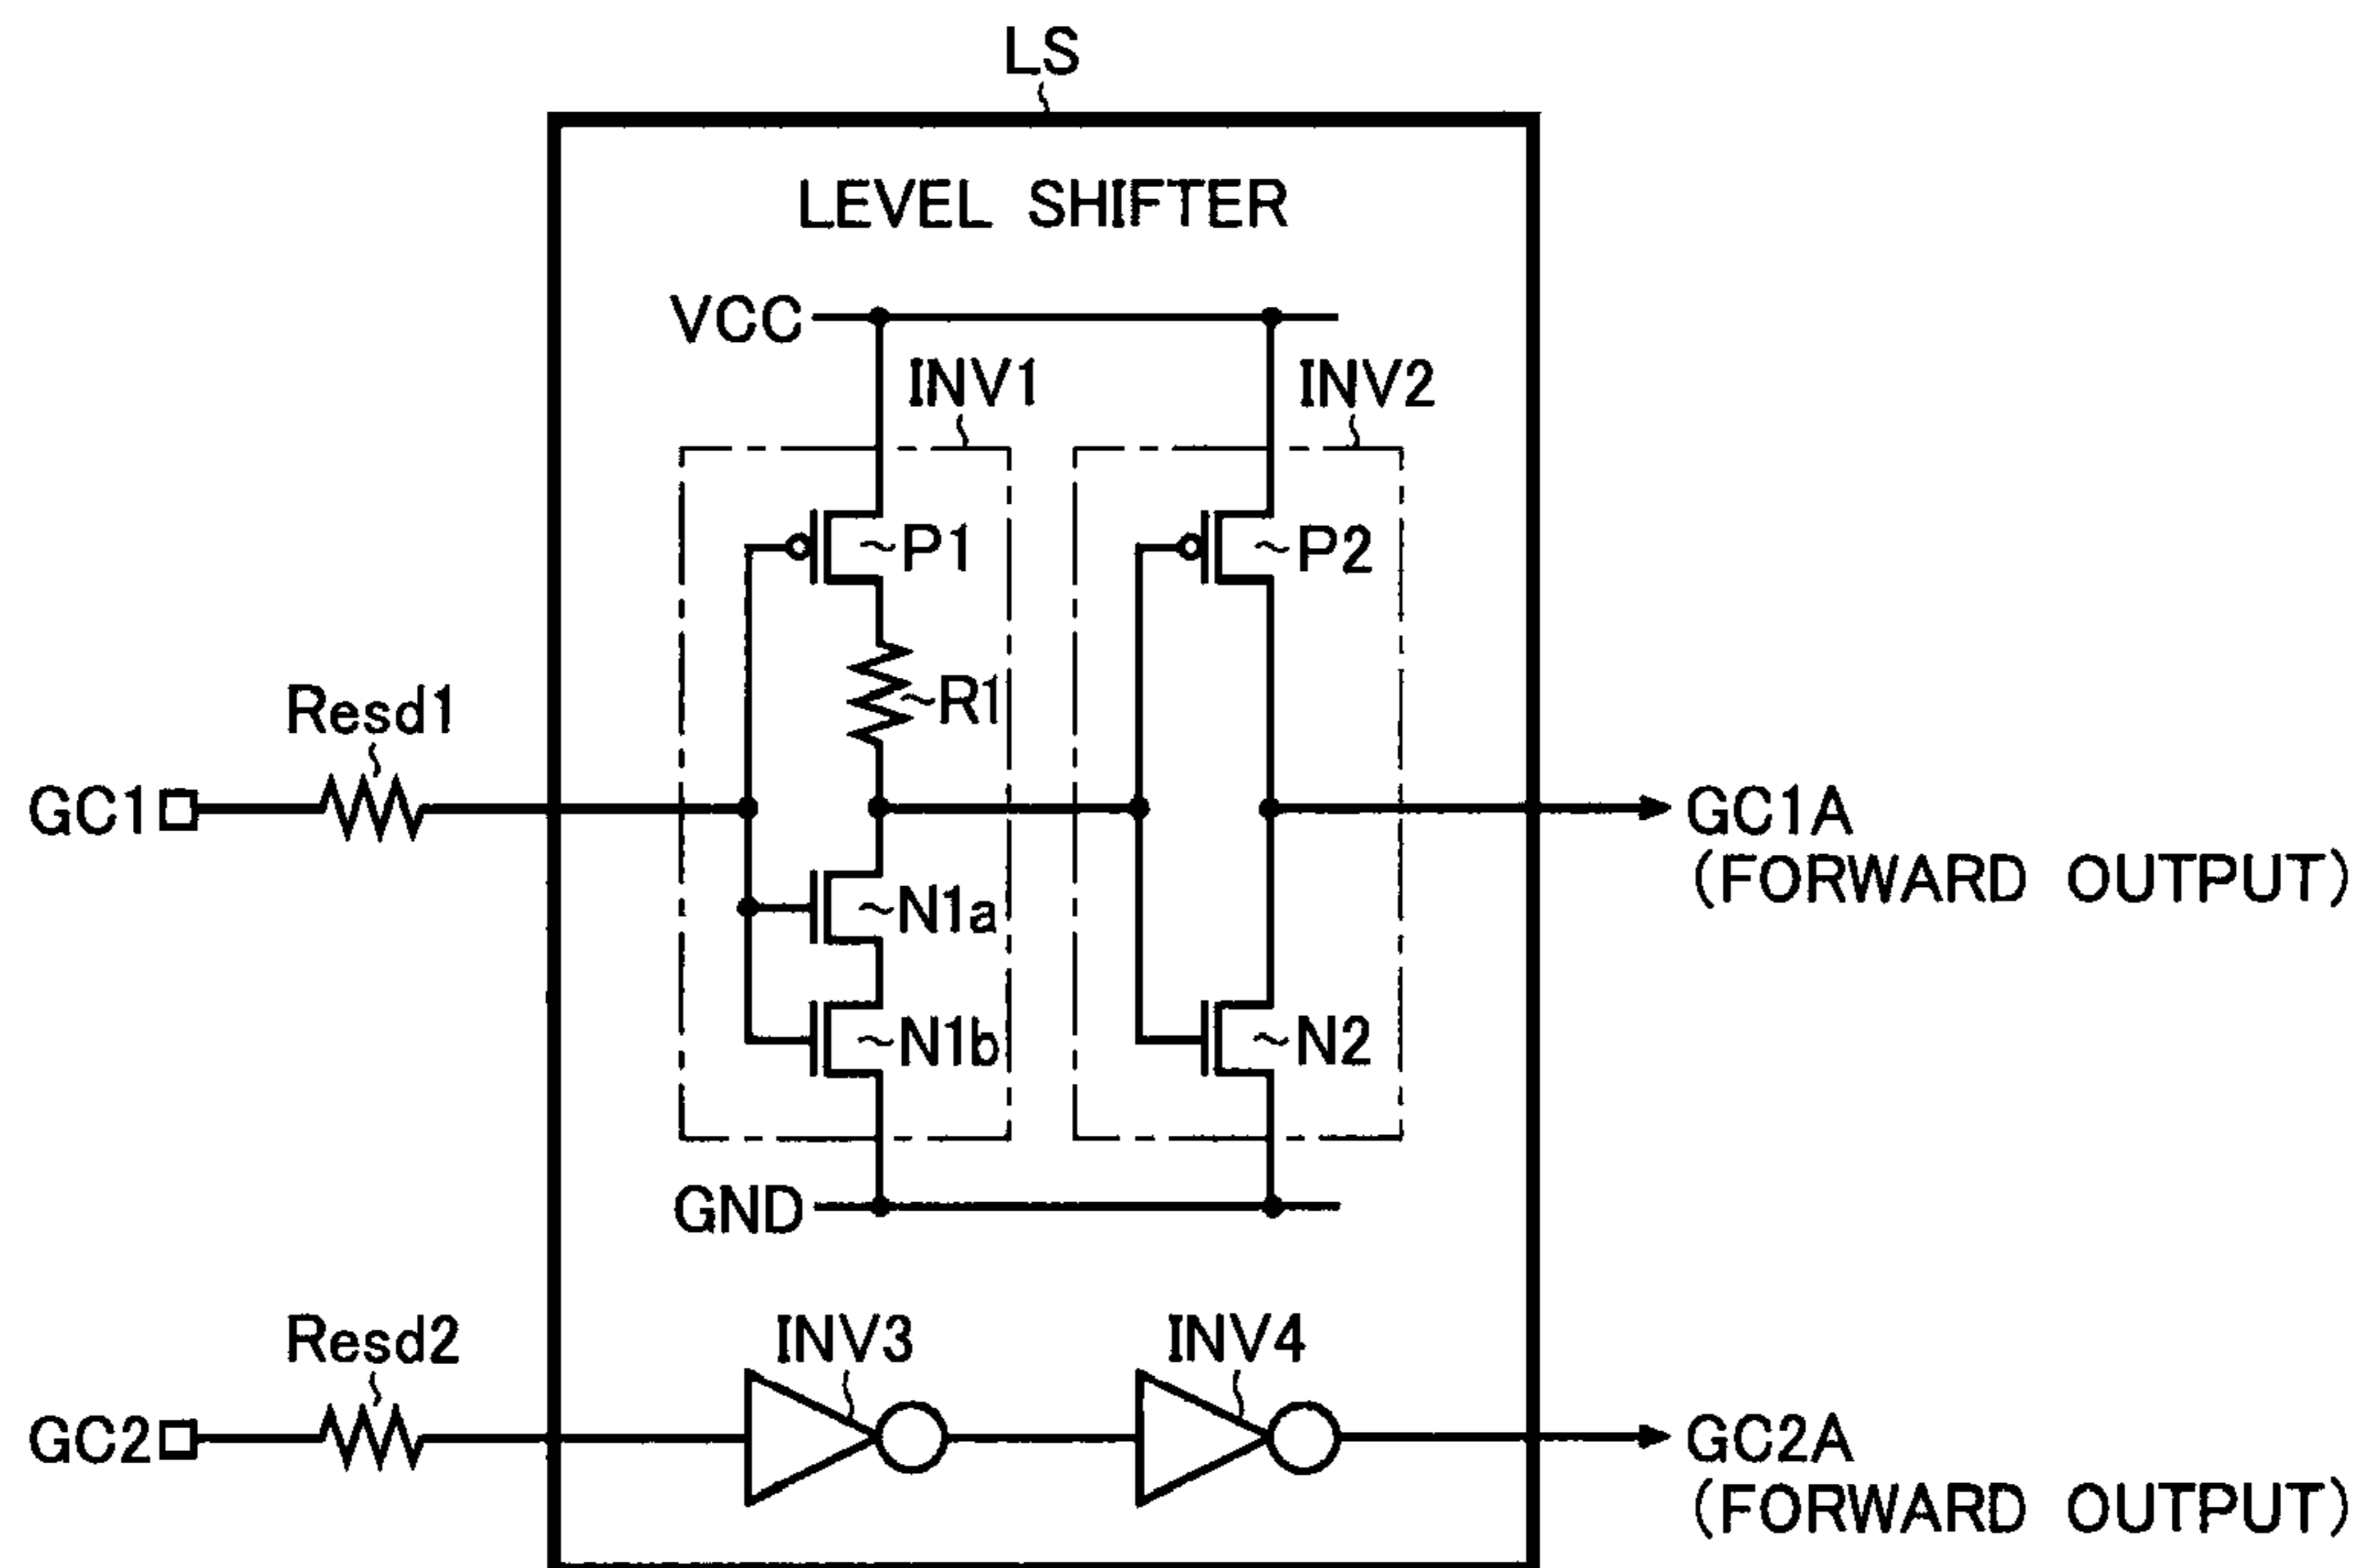 LS
LEVEL SHIFTER
VCC
INV1
INV2
P1
P2
R1
Resd1
GC1
GC1A
(FORWARD OUTPUT)
N1a
N1b
N2
GND
Resd2
INV3
INV4
GC2
GC2A
(FORWARD OUTPUT)